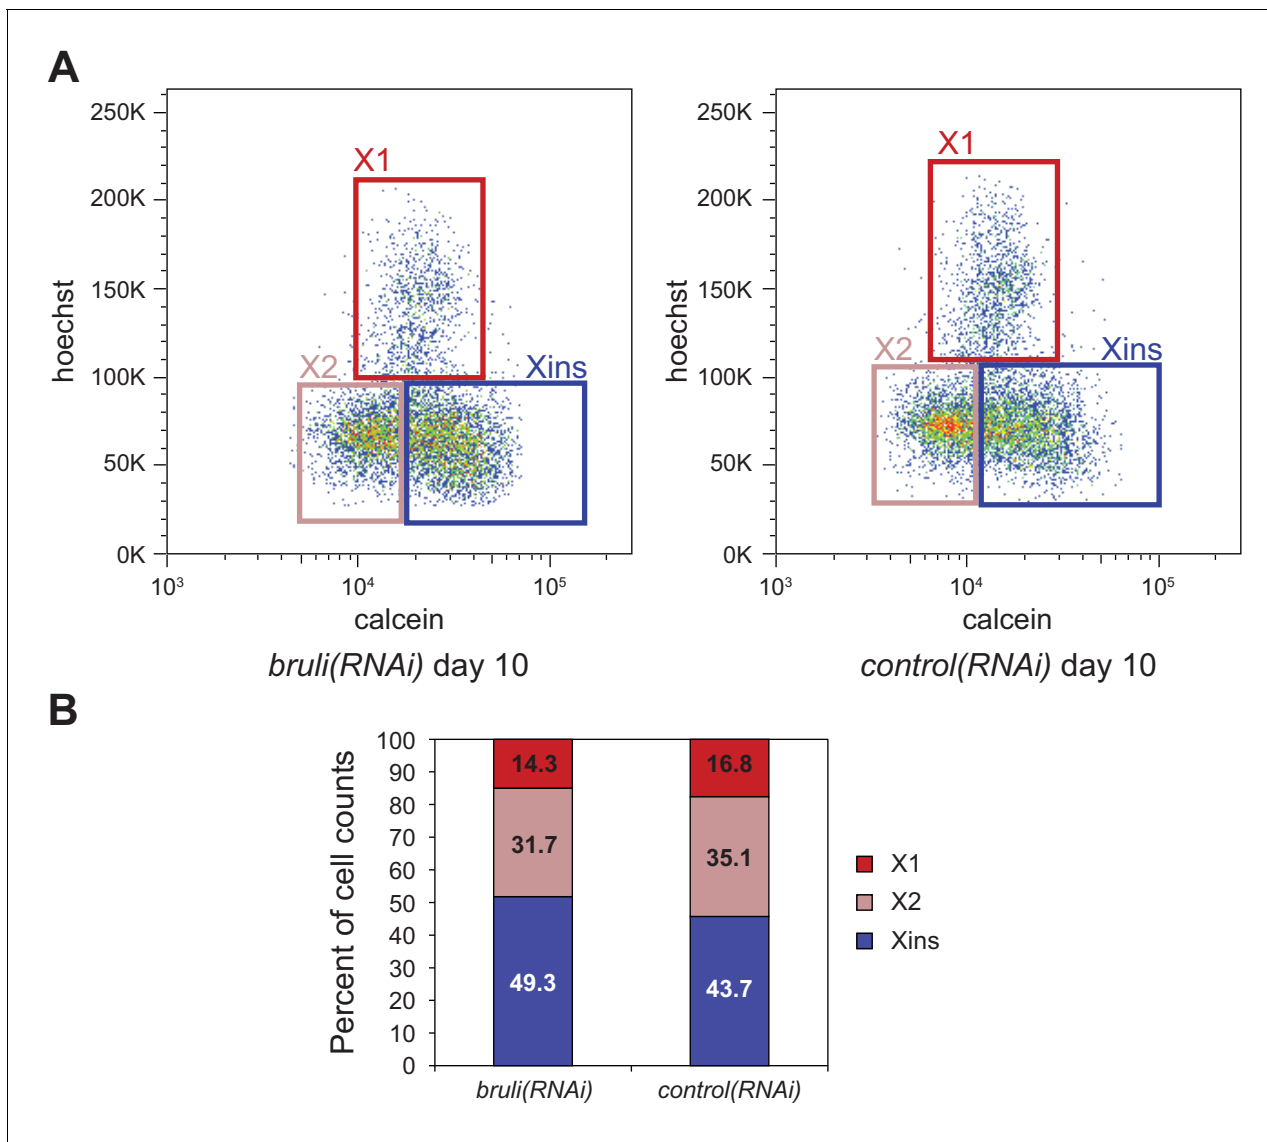 A
250K
200K
150K
100K
50K
0K
hoechst
X1
X2
Xins
10³
10⁴
10⁵
calcein
bruli(RNAi) day 10
250K
200K
150K
100K
50K
0K
hoechst
X1
X2
Xins
10³
10⁴
10⁵
calcein
control(RNAi) day 10
B
Percent of cell counts
100
90
80
70
60
50
40
30
20
10
0
14.3
31.7
49.3
16.8
35.1
43.7
bruli(RNAi)
control(RNAi)
X1
X2
Xins